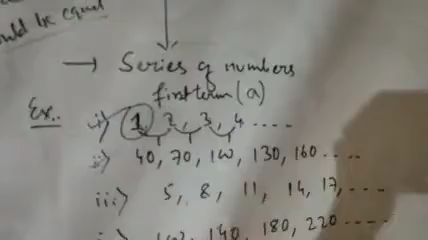 ould be equal
→ Series of numbers
first term (a)
Ex.. i) 1, 2, 3, 4 ....
ii) 40, 70, 100, 130, 160 ....
iii) 5, 8, 11, 14, 17, ---
140, 180, 220 ----